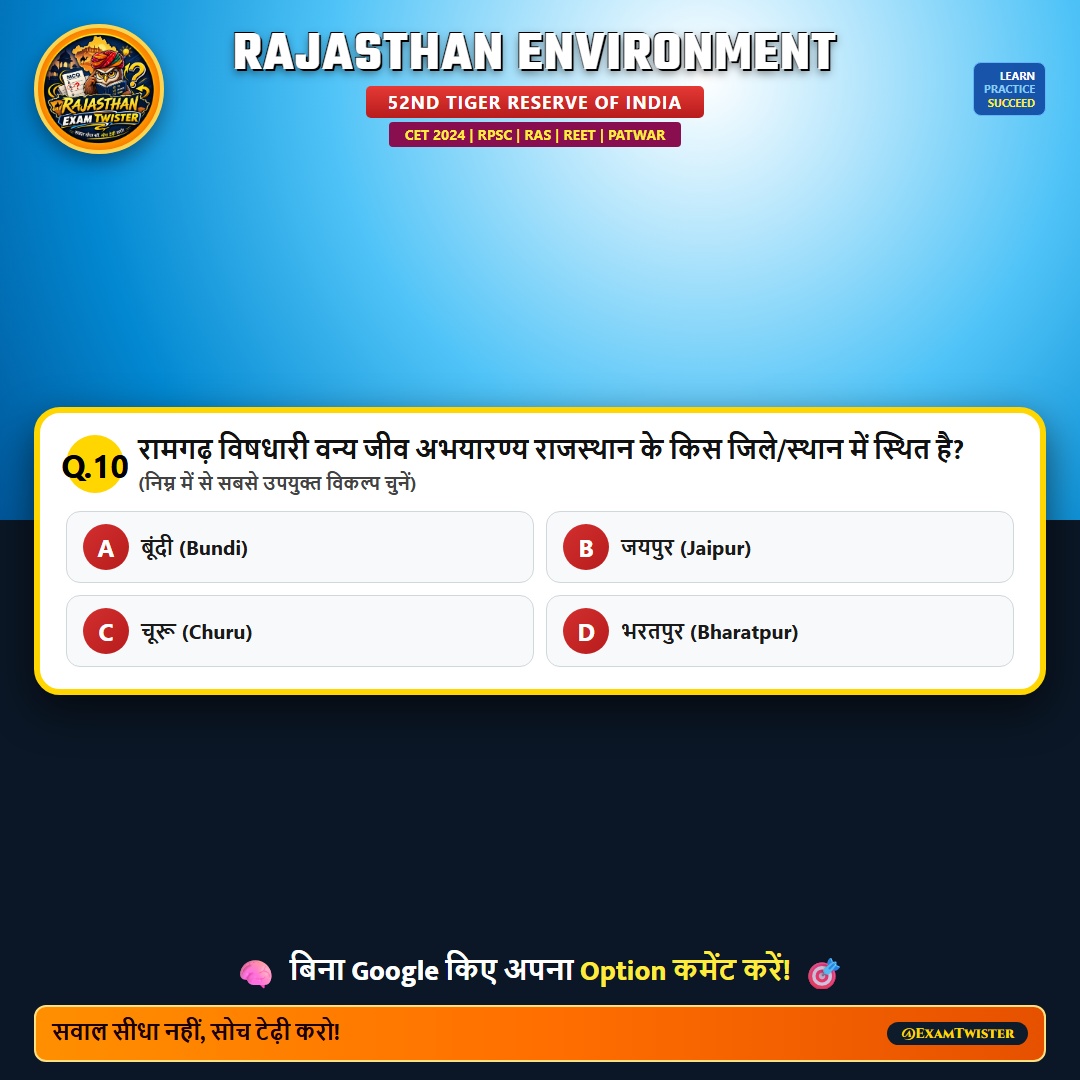 RAJASTHAN ENVIRONMENT
52ND TIGER RESERVE OF INDIA
CET 2024 | RPSC | RAS | REET | PATWAR
LEARN
PRACTICE
SUCCEED
MCQ
RAJASTHAN
EXAM TWISTER
Q.10
रामगढ़ विषधारी वन्य जीव अभयारण्य राजस्थान के किस जिले/स्थान में स्थित है?
(निम्न में से सबसे उपयुक्त विकल्प चुनें)
A बूंदी (Bundi)
B जयपुर (Jaipur)
C चूरू (Churu)
D भरतपुर (Bharatpur)
बिना Google किए अपना Option कमेंट करें!
सवाल सीधा नहीं, सोच टेढ़ी करो!
@EXAMTWISTER